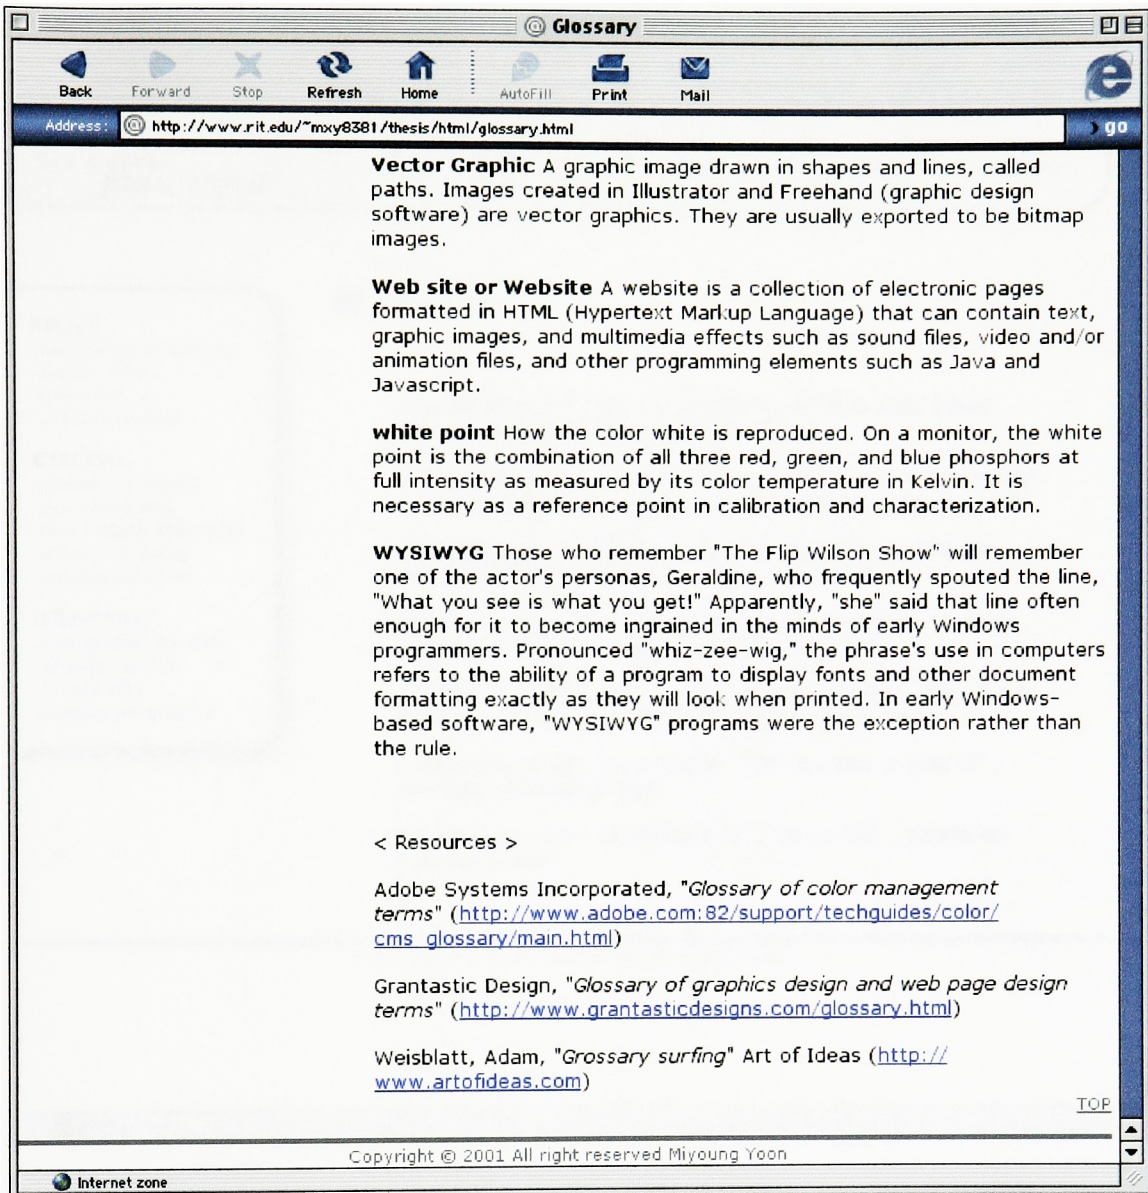 Glossary
Back Forward Stop Refresh Home AutoFill Print Mail
Address: http://www.rit.edu/~mxy8381/thesis/html/glossary.html go
Vector Graphic A graphic image drawn in shapes and lines, called
paths. Images created in Illustrator and Freehand (graphic design
software) are vector graphics. They are usually exported to be bitmap
images.
Web site or Website A website is a collection of electronic pages
formatted in HTML (Hypertext Markup Language) that can contain text,
graphic images, and multimedia effects such as sound files, video and/or
animation files, and other programming elements such as Java and
Javascript.
white point How the color white is reproduced. On a monitor, the white
point is the combination of all three red, green, and blue phosphors at
full intensity as measured by its color temperature in Kelvin. It is
necessary as a reference point in calibration and characterization.
WYSIWYG Those who remember "The Flip Wilson Show" will remember
one of the actor's personas, Geraldine, who frequently spouted the line,
"What you see is what you get!" Apparently, "she" said that line often
enough for it to become ingrained in the minds of early Windows
programmers. Pronounced "whiz-zee-wig," the phrase's use in computers
refers to the ability of a program to display fonts and other document
formatting exactly as they will look when printed. In early Windows-
based software, "WYSIWYG" programs were the exception rather than
the rule.
< Resources >
Adobe Systems Incorporated, "Glossary of color management
terms" (http://www.adobe.com:82/support/techguides/color/
cms_glossary/main.html)
Grantastic Design, "Glossary of graphics design and web page design
terms" (http://www.grantasticdesigns.com/glossary.html)
Weisblatt, Adam, "Grossary surfing" Art of Ideas (http://
www.artofideas.com)
TOP
Copyright © 2001 All right reserved Miyoung Yoon
Internet zone